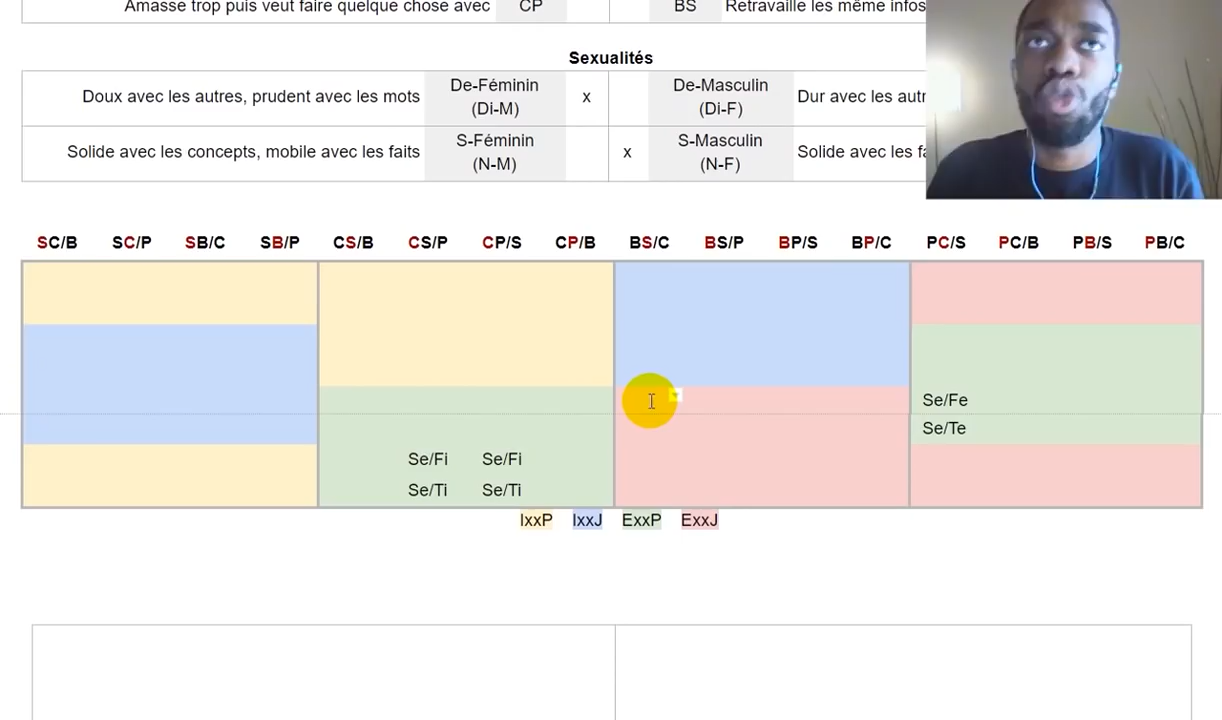 Amasse trop puis veut faire quelque chose avec CP BS Retravaille les même infos
Sexualités
Doux avec les autres, prudent avec les mots De-Féminin (Di-M) x De-Masculin (Di-F) Dur avec les autr
Solide avec les concepts, mobile avec les faits S-Féminin (N-M) x S-Masculin (N-F) Solide avec les fa
SC/B SC/P SB/C SB/P CS/B CS/P CP/S CP/B BS/C BS/P BP/S BP/C PC/S PC/B PB/S PB/C
Se/Fe
Se/Te
Se/Fi Se/Fi
Se/Ti Se/Ti
IxxP IxxJ ExxP ExxJ